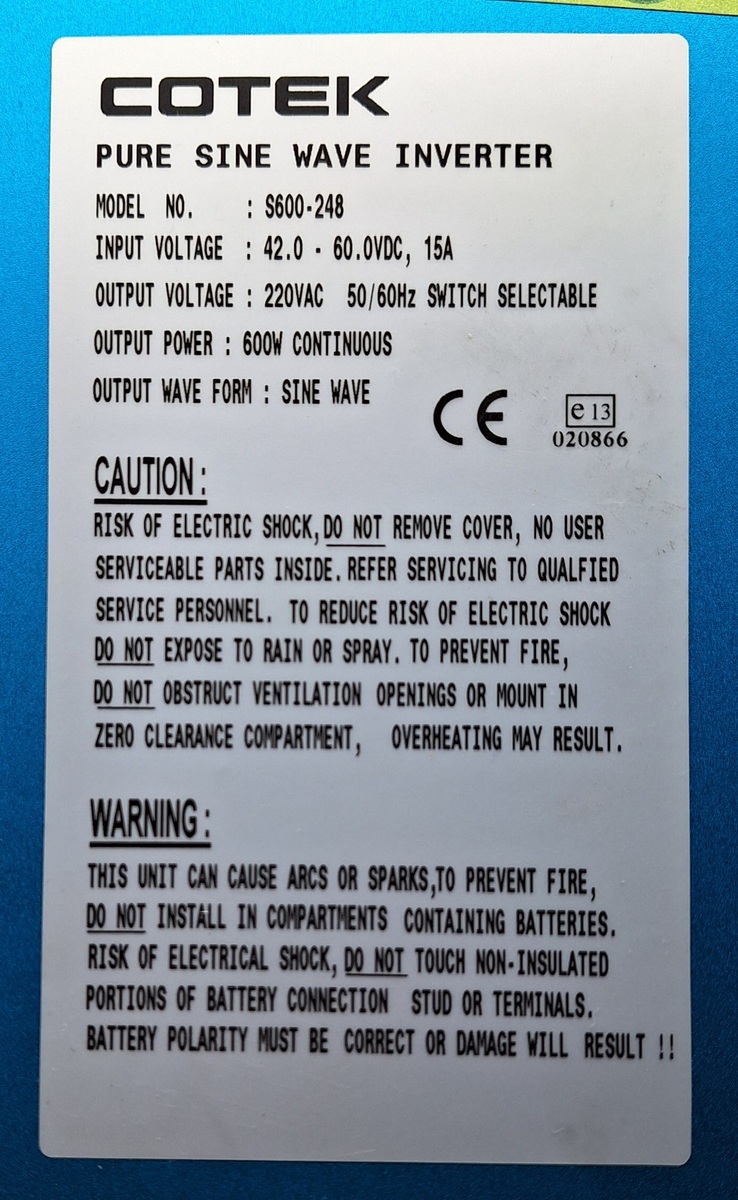 COTEK
PURE SINE WAVE INVERTER
MODEL NO. : S600-248
INPUT VOLTAGE : 42.0 - 60.0VDC, 15A
OUTPUT VOLTAGE : 220VAC 50/60Hz SWITCH SELECTABLE
OUTPUT POWER : 600W CONTINUOUS
OUTPUT WAVE FORM : SINE WAVE
CE
e 13
020866
CAUTION:
RISK OF ELECTRIC SHOCK, DO NOT REMOVE COVER, NO USER
SERVICEABLE PARTS INSIDE. REFER SERVICING TO QUALFIED
SERVICE PERSONNEL. TO REDUCE RISK OF ELECTRIC SHOCK
DO NOT EXPOSE TO RAIN OR SPRAY. TO PREVENT FIRE,
DO NOT OBSTRUCT VENTILATION OPENINGS OR MOUNT IN
ZERO CLEARANCE COMPARTMENT, OVERHEATING MAY RESULT.
WARNING:
THIS UNIT CAN CAUSE ARCS OR SPARKS,TO PREVENT FIRE,
DO NOT INSTALL IN COMPARTMENTS CONTAINING BATTERIES.
RISK OF ELECTRICAL SHOCK, DO NOT TOUCH NON-INSULATED
PORTIONS OF BATTERY CONNECTION STUD OR TERMINALS.
BATTERY POLARITY MUST BE CORRECT OR DAMAGE WILL RESULT !!